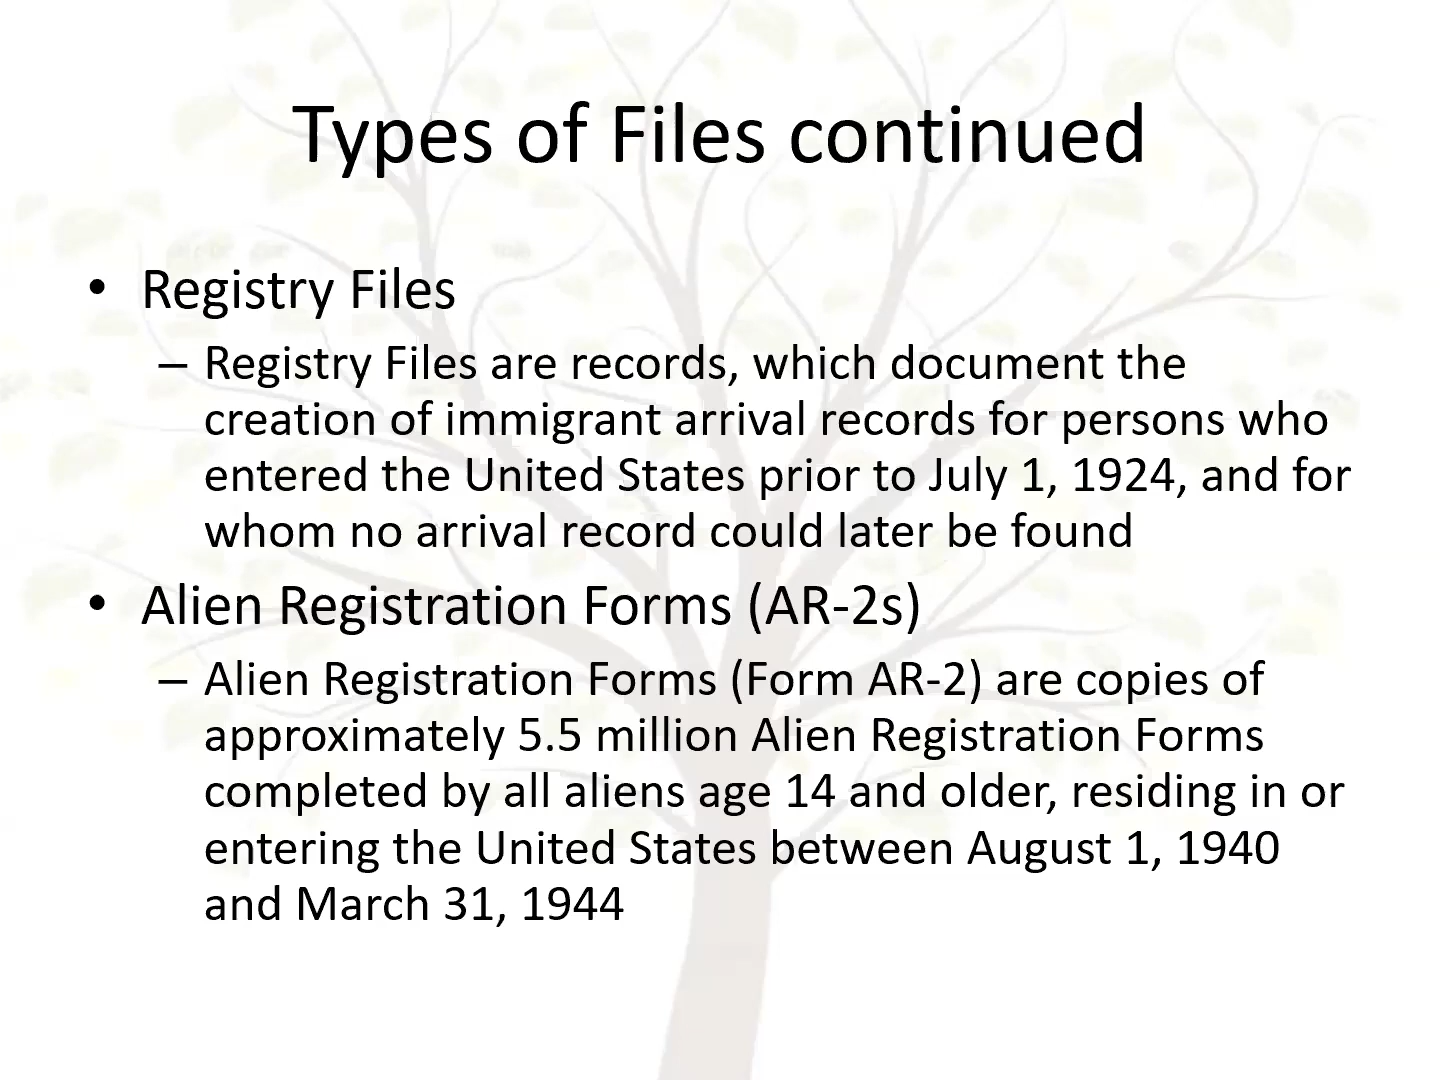 Types of Files continued
• Registry Files
– Registry Files are records, which document the
creation of immigrant arrival records for persons who
entered the United States prior to July 1, 1924, and for
whom no arrival record could later be found
• Alien Registration Forms (AR-2s)
– Alien Registration Forms (Form AR-2) are copies of
approximately 5.5 million Alien Registration Forms
completed by all aliens age 14 and older, residing in or
entering the United States between August 1, 1940
and March 31, 1944